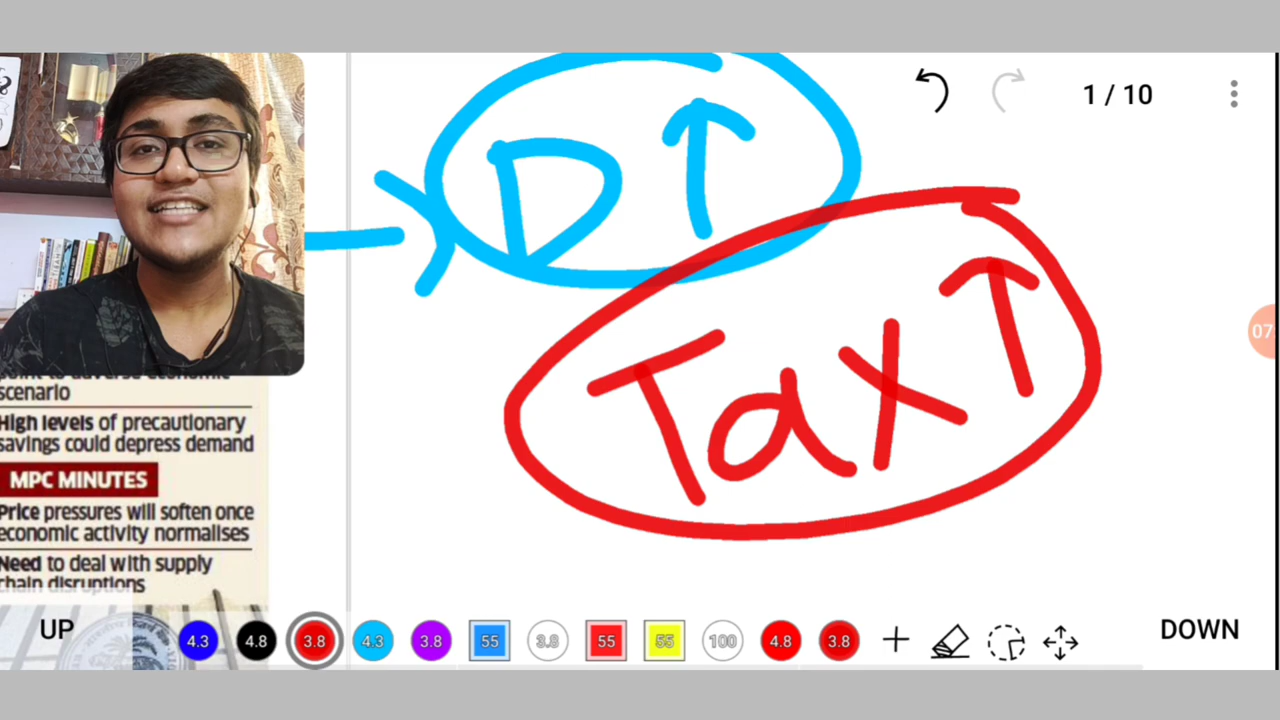 1 / 10
D ↑
Tax ↑
scenario
High levels of precautionary
savings could depress demand
MPC MINUTES
Price pressures will soften once
economic activity normalises
Need to deal with supply
chain disruptions
07
UP
4.3 4.8 3.8 4.3 3.8 55 3.8 55 55 100 4.8 3.8
DOWN